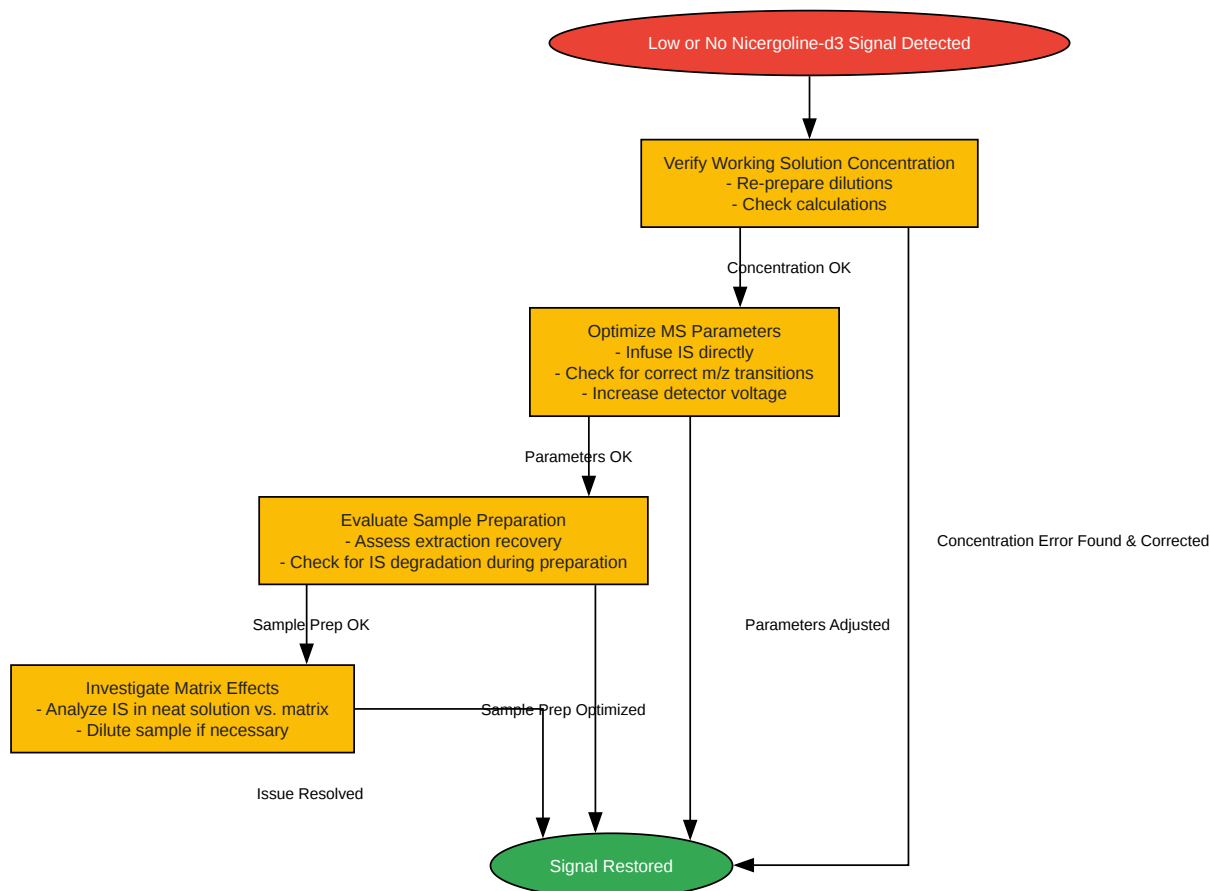 Low or No Nicergoline-d3 Signal Detected
Verify Working Solution Concentration
- Re-prepare dilutions
- Check calculations
Concentration OK
Optimize MS Parameters
- Infuse IS directly
- Check for correct m/z transitions
- Increase detector voltage
Parameters OK
Evaluate Sample Preparation
- Assess extraction recovery
- Check for IS degradation during preparation
Concentration Error Found & Corrected
Sample Prep OK
Parameters Adjusted
Investigate Matrix Effects
- Analyze IS in neat solution vs. matrix
- Dilute sample if necessary
Sample Prep Optimized
Issue Resolved
Signal Restored